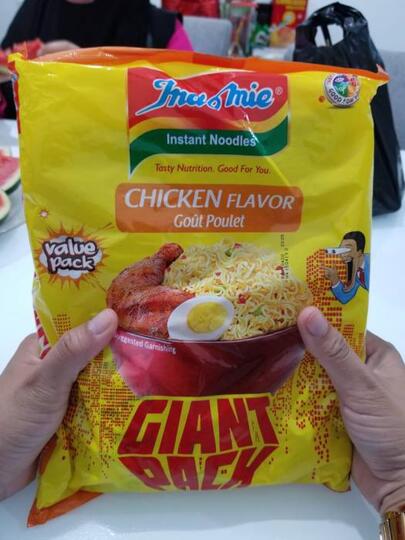 Indomie
Instant Noodles
Tasty Nutrition. Good For You.
CHICKEN FLAVOR
Goût Poulet
value
pack
Suggested Garnishing
GIANT
PACK